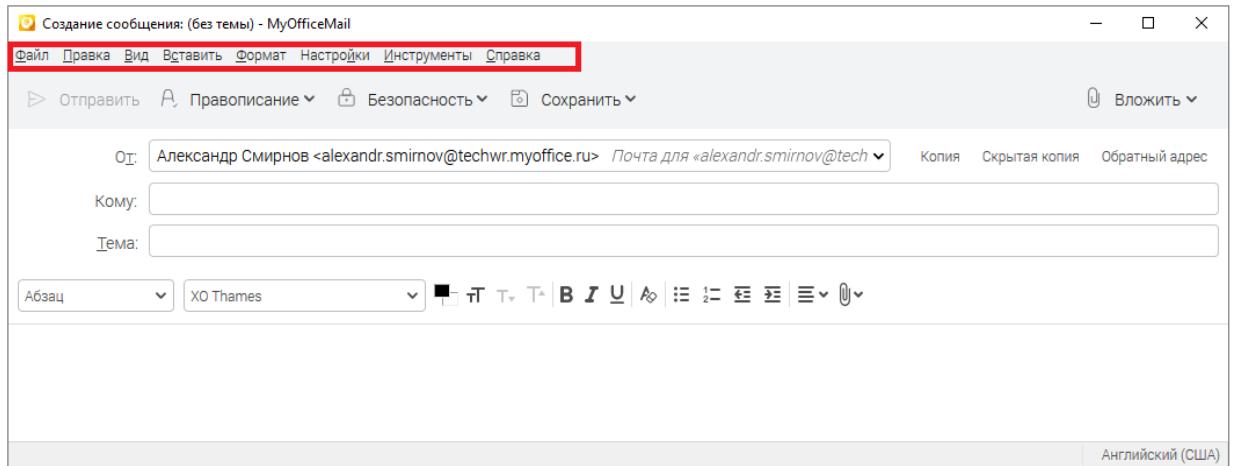 Создание сообщения: (без темы) - MyOfficeMail
Файл Правка Вид Вставить Формат Настройки Инструменты Справка
Отправить Правописание Безопасность Сохранить Вложить
От: Александр Смирнов <alexandr.smirnov@techwr.myoffice.ru> Почта для «alexandr.smirnov@tech Копия Скрытая копия Обратный адрес
Кому:
Тема:
Абзац XO Thames
Английский (США)